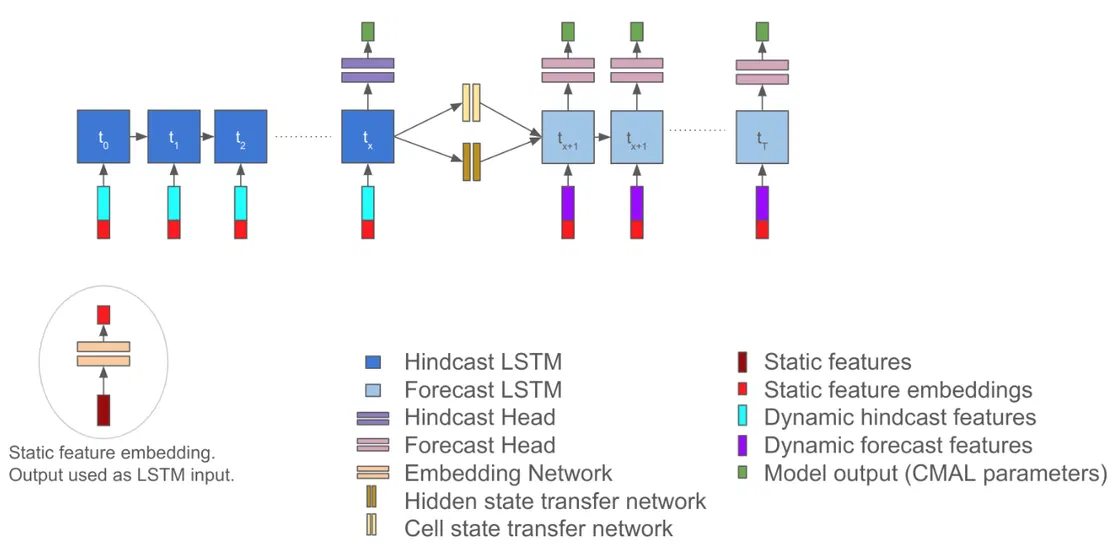 t0 t1 t2 tx tx+1 tx+1 tT
Static feature embedding.
Output used as LSTM input.
Hindcast LSTM
Forecast LSTM
Hindcast Head
Forecast Head
Embedding Network
Hidden state transfer network
Cell state transfer network
Static features
Static feature embeddings
Dynamic hindcast features
Dynamic forecast features
Model output (CMAL parameters)